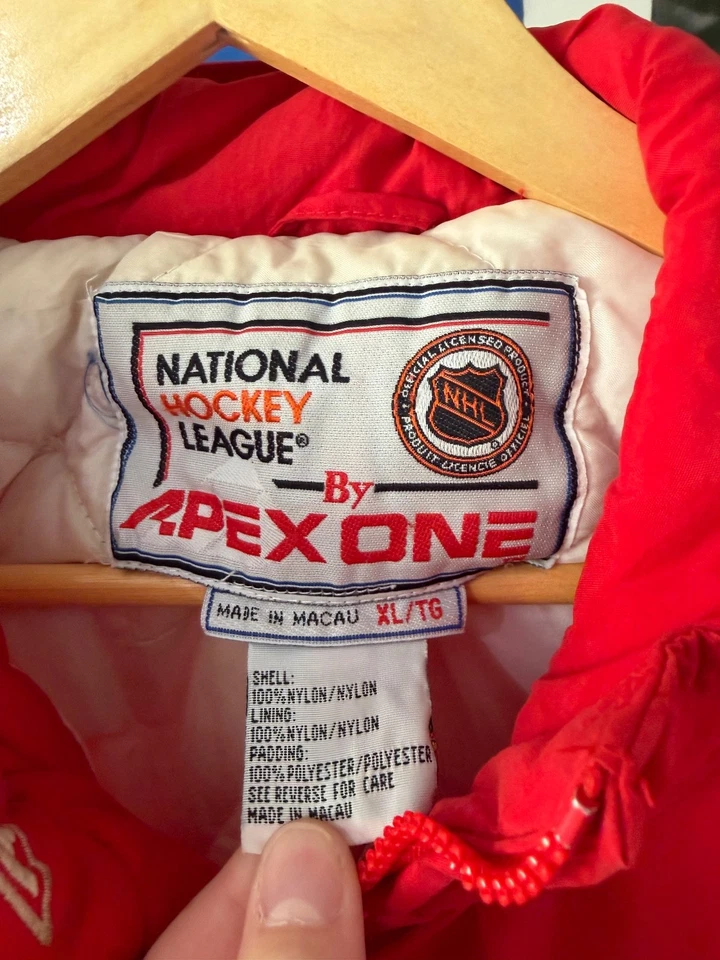 NATIONAL
HOCKEY
LEAGUE®
OFFICIAL LICENSED PRODUCT
NHL
PRODUIT LICENCIE OFFICIEL
By
APEX ONE
MADE IN MACAU XL/TG
SHELL:
100%NYLON/NYLON
LINING:
100%NYLON/NYLON
PADDING:
100%POLYESTER/POLYESTER
SEE REVERSE FOR CARE
MADE IN MACAU